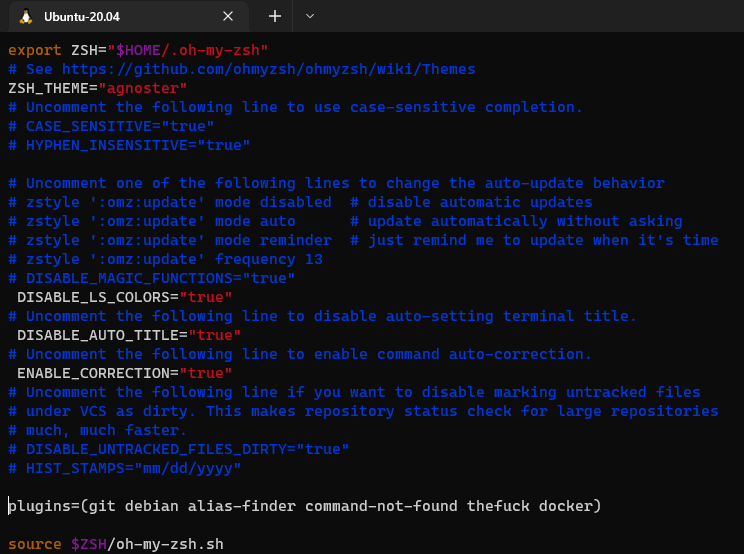 Ubuntu-20.04
export ZSH="$HOME/.oh-my-zsh"
# See https://github.com/ohmyzsh/ohmyzsh/wiki/Themes
ZSH_THEME="agnoster"
# Uncomment the following line to use case-sensitive completion.
# CASE_SENSITIVE="true"
# HYPHEN_INSENSITIVE="true"
# Uncomment one of the following lines to change the auto-update behavior
# zstyle ':omz:update' mode disabled  # disable automatic updates
# zstyle ':omz:update' mode auto      # update automatically without asking
# zstyle ':omz:update' mode reminder  # just remind me to update when it's time
# zstyle ':omz:update' frequency 13
# DISABLE_MAGIC_FUNCTIONS="true"
 DISABLE_LS_COLORS="true"
# Uncomment the following line to disable auto-setting terminal title.
 DISABLE_AUTO_TITLE="true"
# Uncomment the following line to enable command auto-correction.
 ENABLE_CORRECTION="true"
# Uncomment the following line if you want to disable marking untracked files
# under VCS as dirty. This makes repository status check for large repositories
# much, much faster.
# DISABLE_UNTRACKED_FILES_DIRTY="true"
# HIST_STAMPS="mm/dd/yyyy"
plugins=(git debian alias-finder command-not-found thefuck docker)
source $ZSH/oh-my-zsh.sh